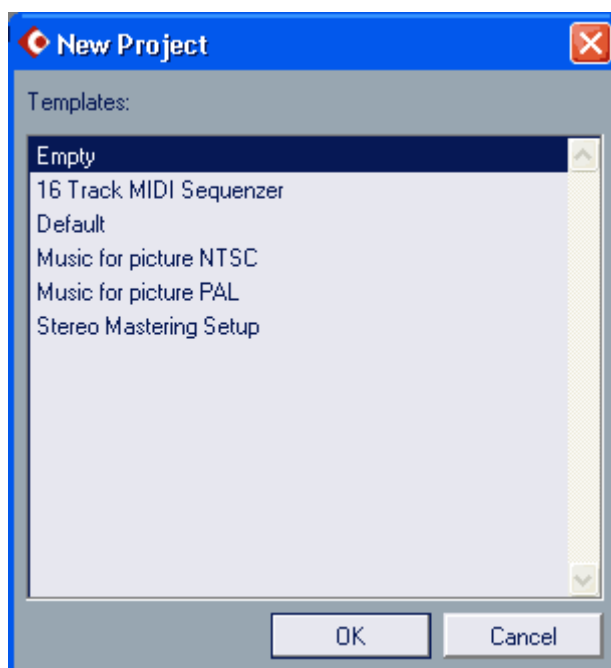 New Project
Templates:
Empty
16 Track MIDI Sequenzer
Default
Music for picture NTSC
Music for picture PAL
Stereo Mastering Setup
OK
Cancel